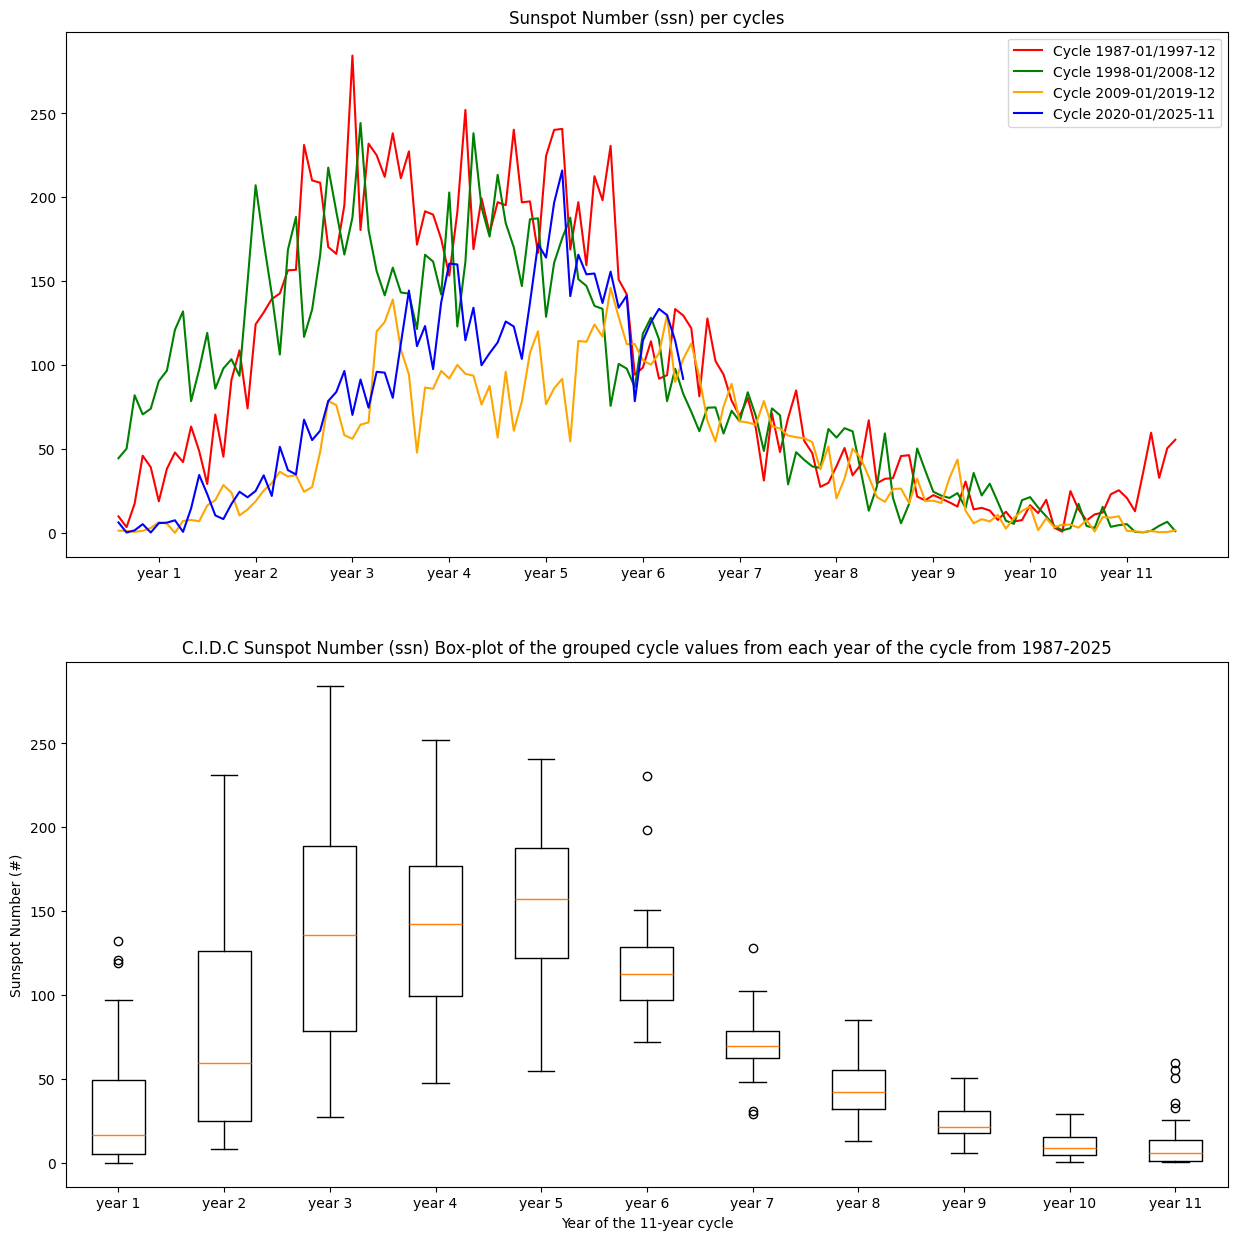 Sunspot Number (ssn) per cycles
Cycle 1987-01/1997-12
Cycle 1998-01/2008-12
Cycle 2009-01/2019-12
Cycle 2020-01/2025-11
250
200
150
100
50
0
year 1 year 2 year 3 year 4 year 5 year 6 year 7 year 8 year 9 year 10 year 11
C.I.D.C Sunspot Number (ssn) Box-plot of the grouped cycle values from each year of the cycle from 1987-2025
Sunspot Number (#)
250
200
150
100
50
0
year 1 year 2 year 3 year 4 year 5 year 6 year 7 year 8 year 9 year 10 year 11
Year of the 11-year cycle